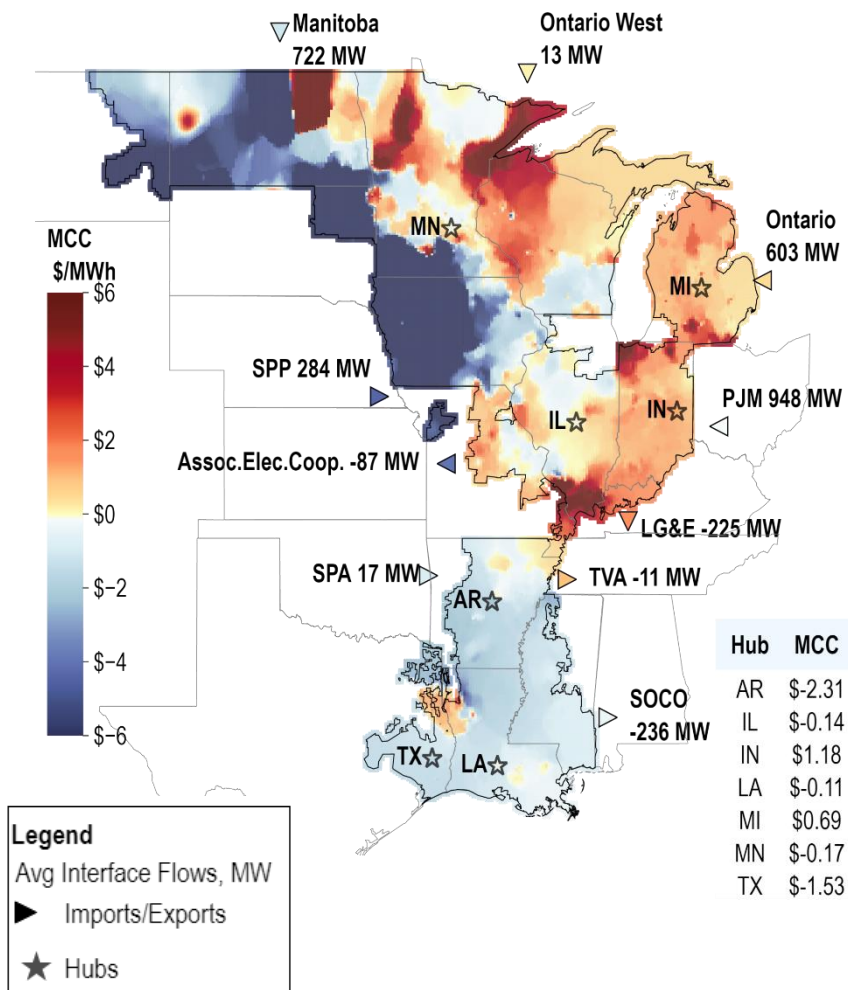 Manitoba
722 MW
Ontario West
13 MW
Ontario
603 MW
MCC
$/MWh
$6
$4
$2
$0
$−2
$−4
$−6
MN
MI
SPP 284 MW
PJM 948 MW
IL
IN
Assoc.Elec.Coop. -87 MW
LG&E -225 MW
SPA 17 MW
TVA -11 MW
AR
SOCO
-236 MW
TX
LA
Hub MCC
AR $-2.31
IL $-0.14
IN $1.18
LA $-0.11
MI $0.69
MN $-0.17
TX $-1.53
Legend
Avg Interface Flows, MW
Imports/Exports
Hubs